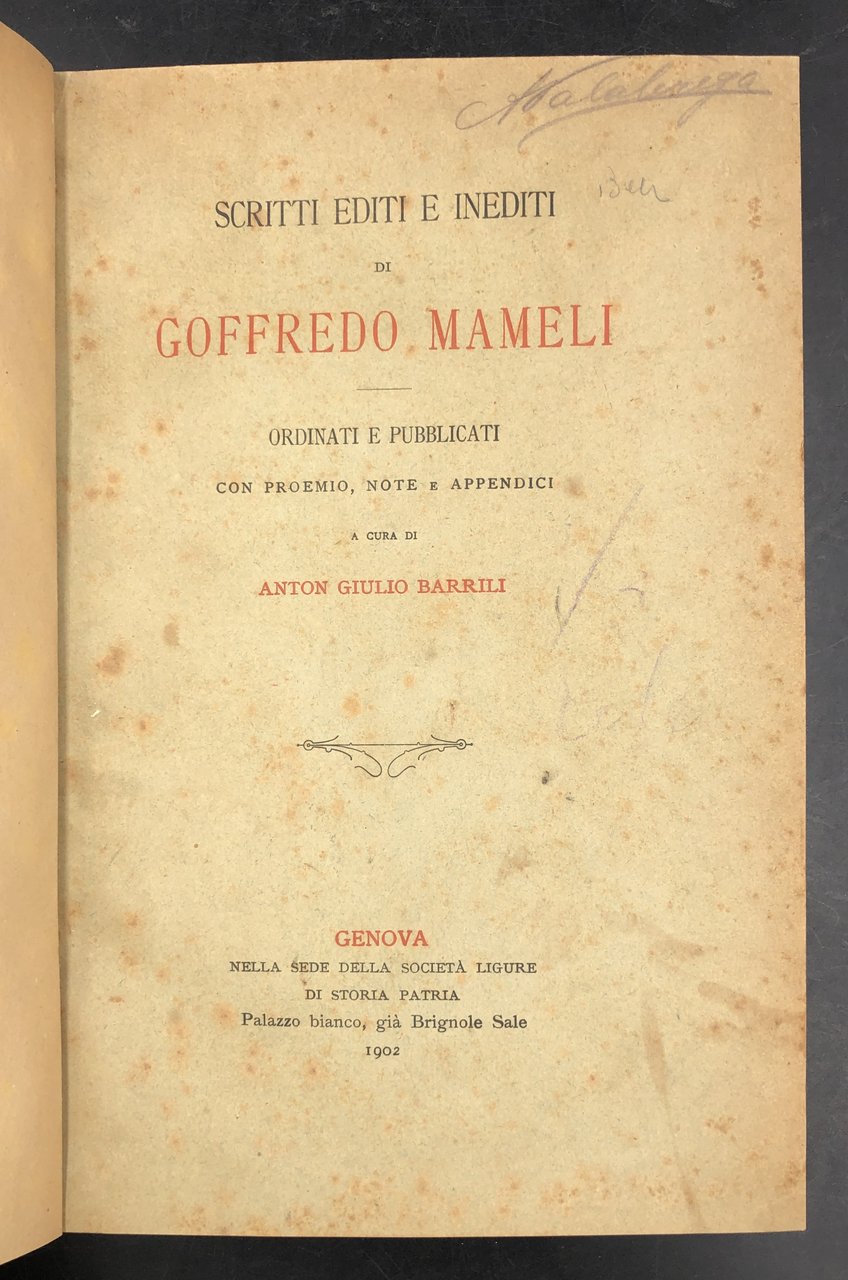 SCRITTI EDITI E INEDITI
DI
GOFFREDO MAMELI
ORDINATI E PUBBLICATI
CON PROEMIO, NOTE E APPENDICI
A CURA DI
ANTON GIULIO BARRILI
GENOVA
NELLA SEDE DELLA SOCIETÀ LIGURE
DI STORIA PATRIA
Palazzo bianco, già Brignole Sale
1902